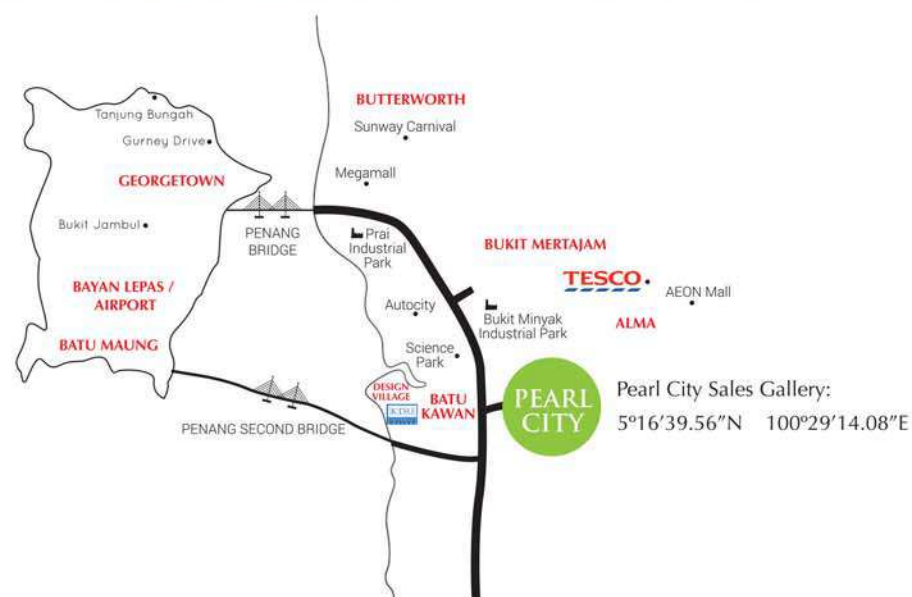 BUTTERWORTH
Sunway Carnival
Tanjung Bungah
Gurney Drive
Megamall
GEORGETOWN
Bukit Jambul
PENANG
BRIDGE
Prai
Industrial
Park
BUKIT MERTAJAM
TESCO
AEON Mall
BAYAN LEPAS /
AIRPORT
Autocity
Bukit Minyak
Industrial Park
ALMA
BATU MAUNG
Science
Park
DESIGN
VILLAGE
KDU
BATU
KAWAN
PEARL
CITY
Pearl City Sales Gallery:
5º16’39.56”N 100º29’14.08”E
PENANG SECOND BRIDGE